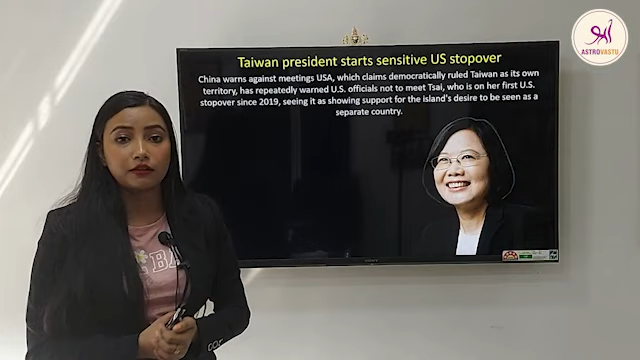 ASTROVASTU
Taiwan president starts sensitive US stopover
China warns against meetings USA, which claims democratically ruled Taiwan as its own
territory, has repeatedly warned U.S. officials not to meet Tsai, who is on her first U.S.
stopover since 2019, seeing it as showing support for the island's desire to be seen as a
separate country.